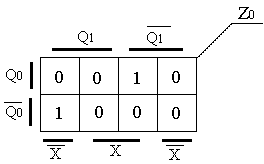 Q1 Q̅1̅ Z0
Q0 0 0 1 0
Q̅0̅ 1 0 0 0
X̅ X X̅